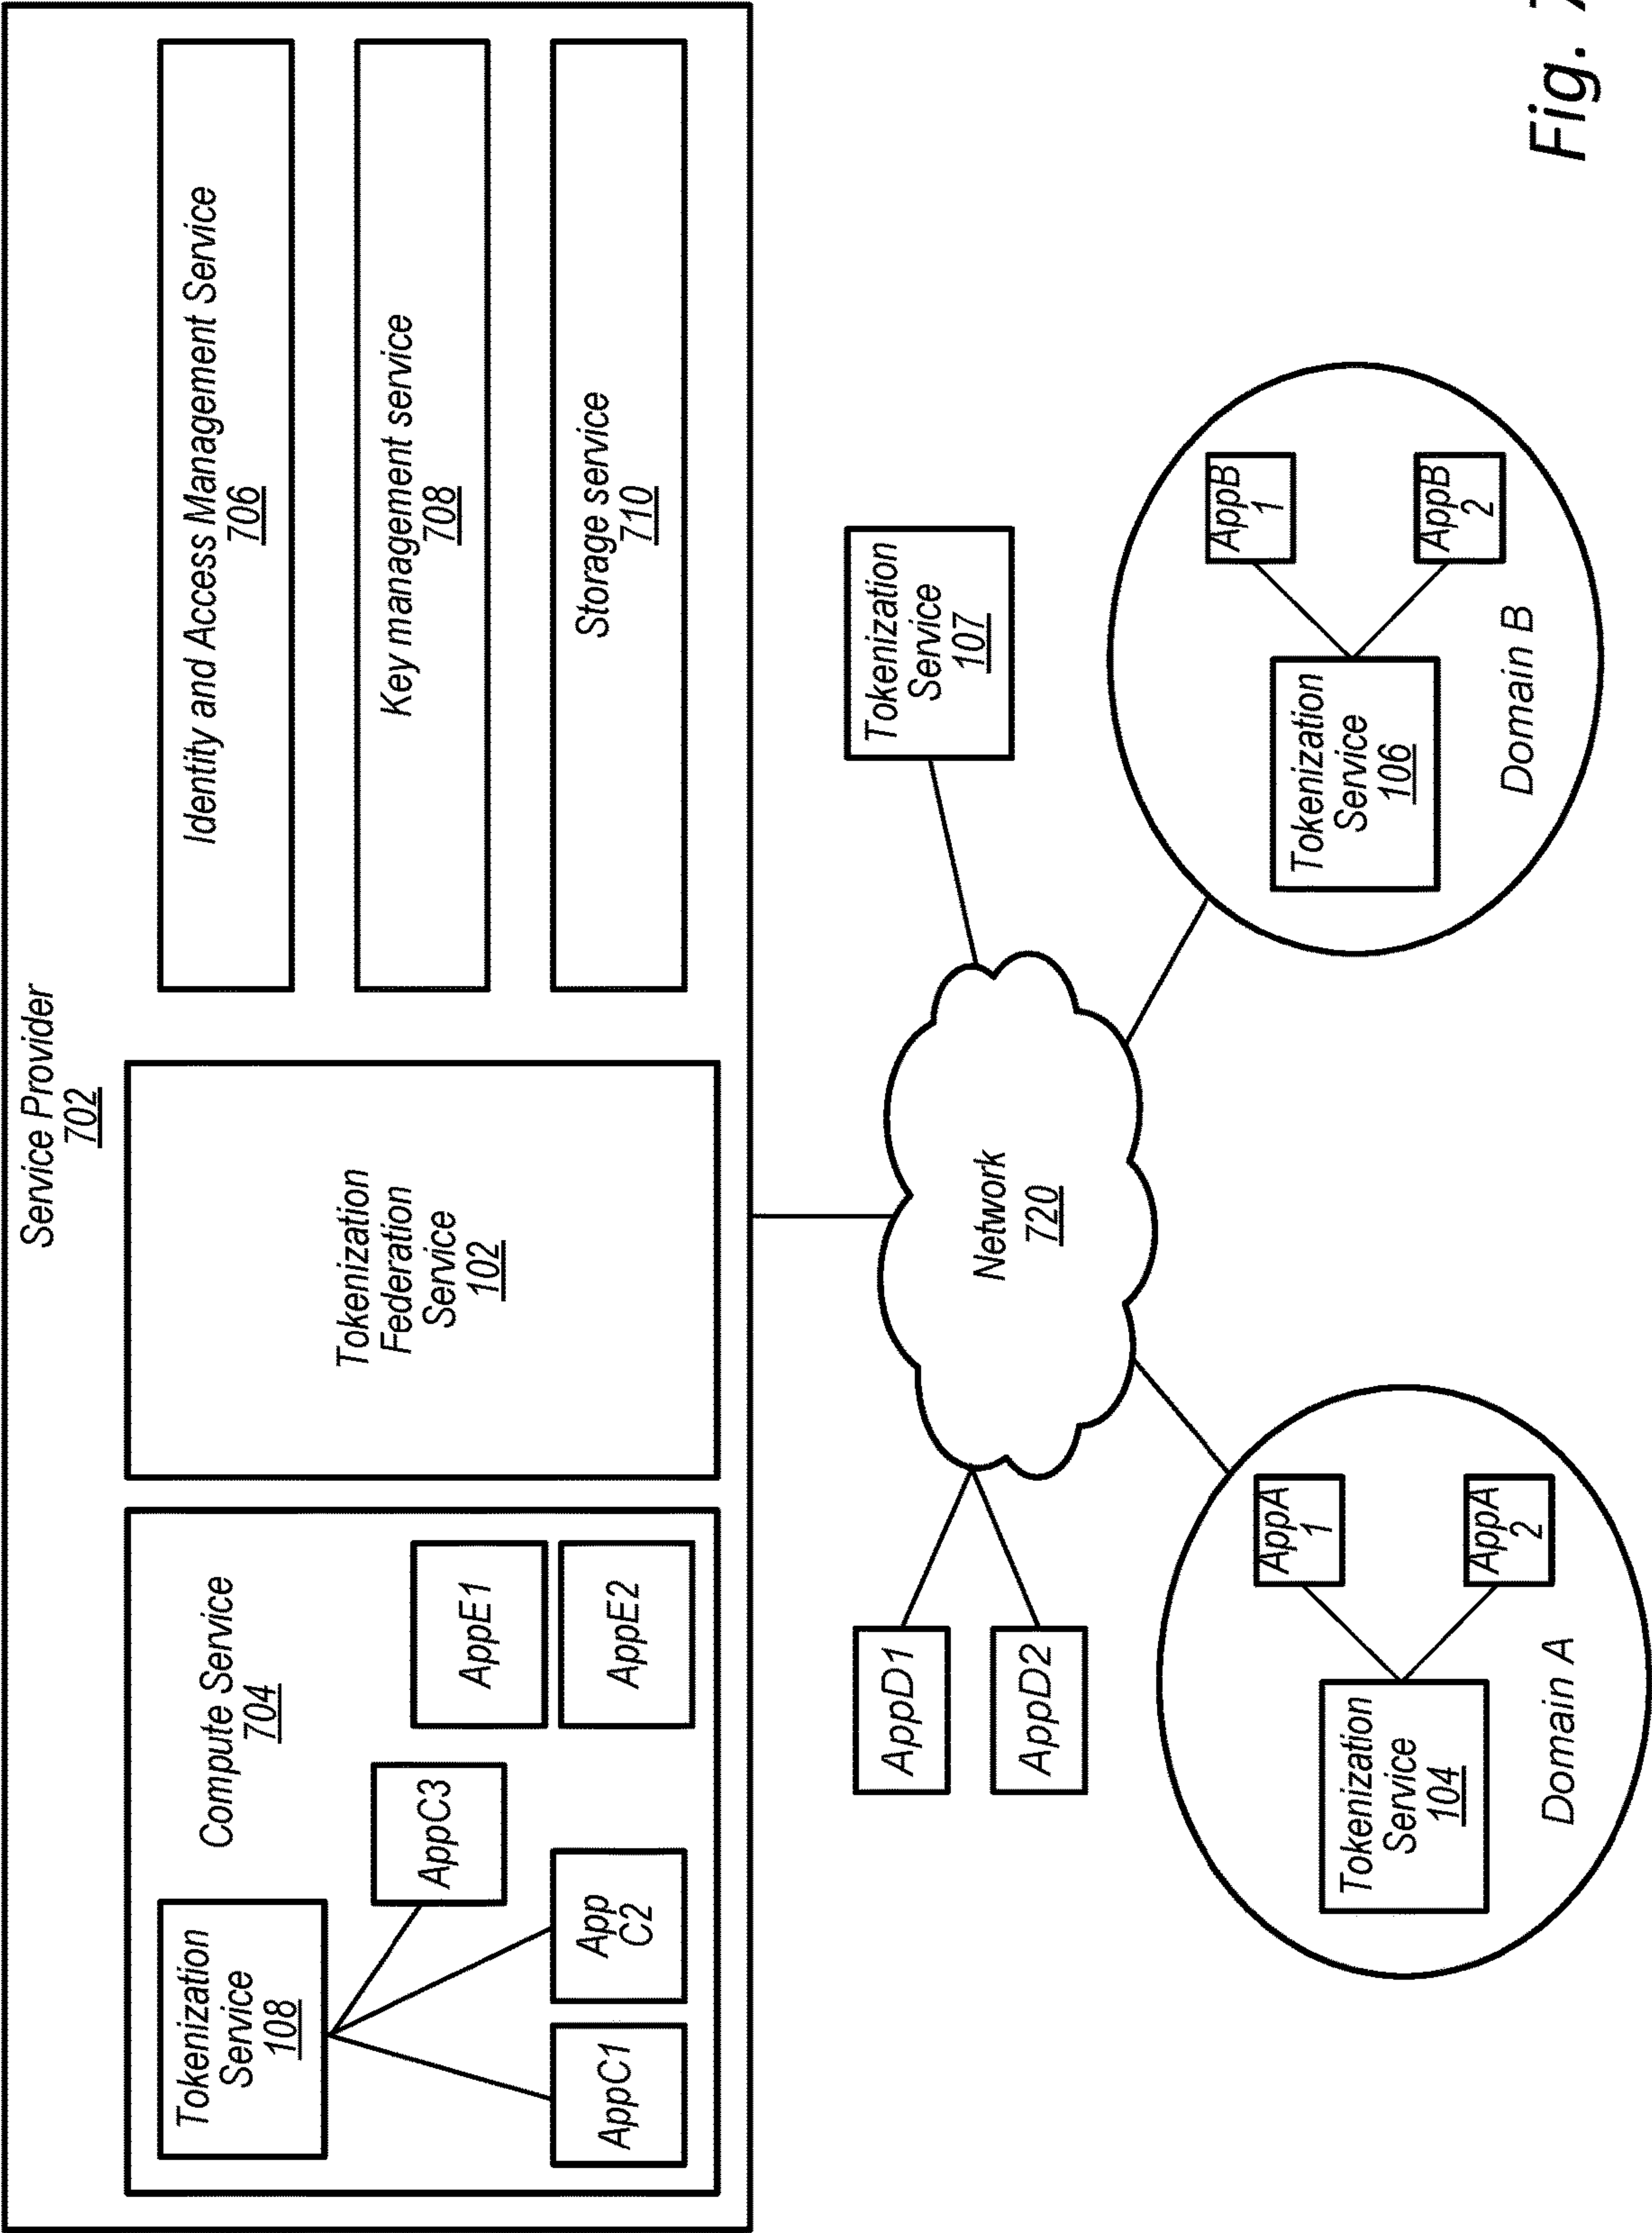 Service Provider
702
Compute Service
704
Tokenization
Service
108
AppC3
AppC1
App
C2
AppE1
AppE2
Tokenization
Federation
Service
102
Identity and Access Management Service
706
Key management service
708
Storage service
710
AppD1
AppD2
Network
720
Tokenization
Service
107
Tokenization
Service
104
AppA
1
AppA
2
Domain A
Tokenization
Service
106
AppB
1
AppB
2
Domain B
Fig. 7